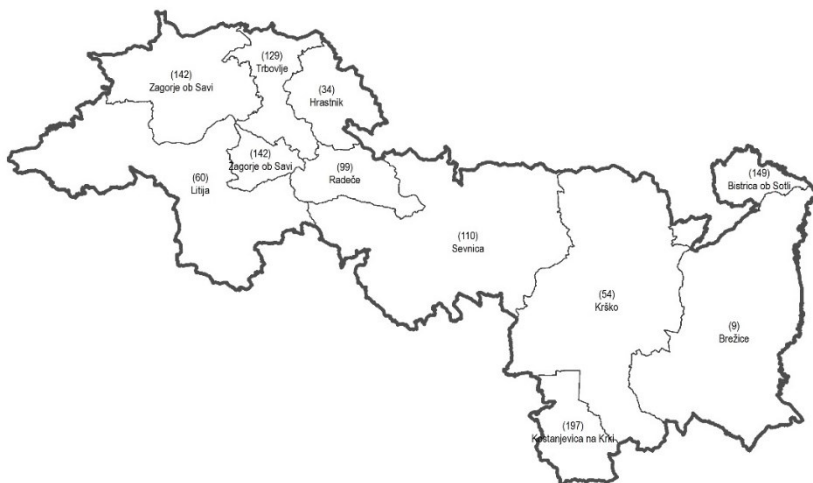 (142)
Zagorje ob Savi
(129)
Trbovlje
(34)
Hrastnik
(142)
Zagorje ob Savi
(99)
Radeče
(60)
Litija
(149)
Bistrica ob Sotli
(110)
Sevnica
(54)
Krško
(9)
Brežice
(197)
Kostanjevica na Krki